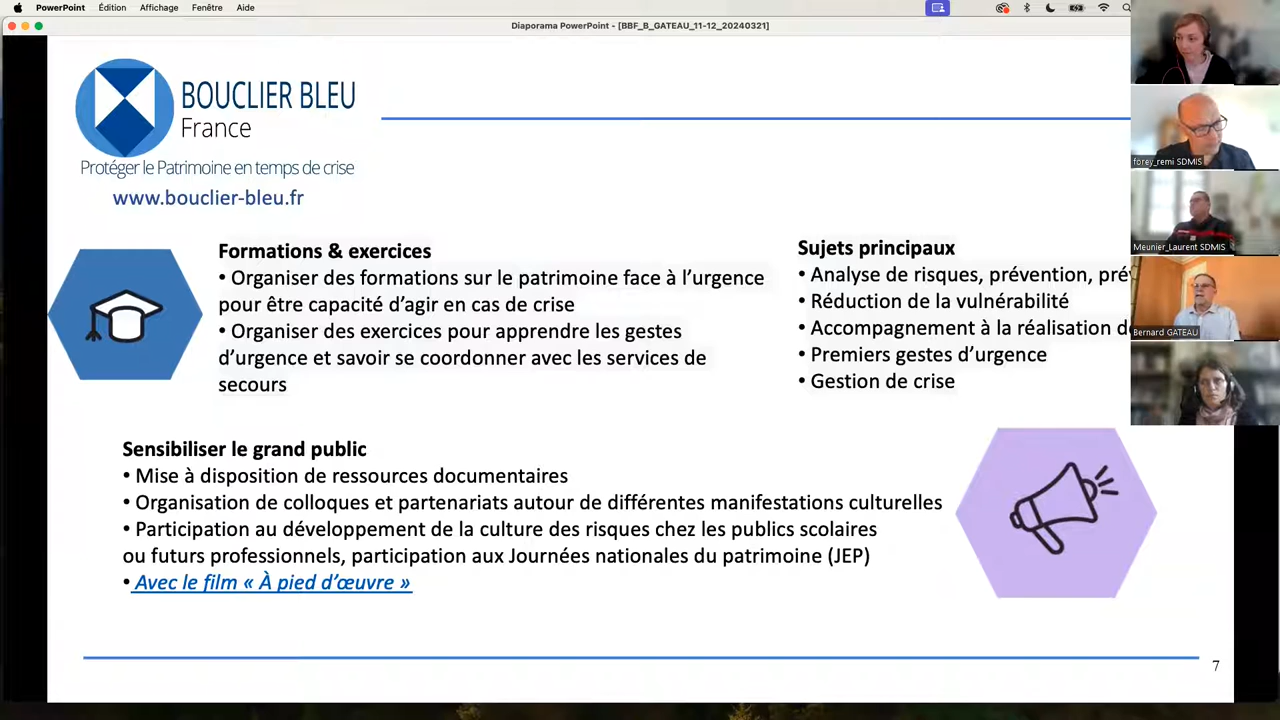 PowerPoint Édition Affichage Fenêtre Aide
Diaporama PowerPoint - [BBF_B_GATEAU_11-12_20240321]
BOUCLIER BLEU
France
Protéger le Patrimoine en temps de crise
www.bouclier-bleu.fr
Formations & exercices
• Organiser des formations sur le patrimoine face à l'urgence
pour être capacité d'agir en cas de crise
• Organiser des exercices pour apprendre les gestes
d'urgence et savoir se coordonner avec les services de
secours
Sujets principaux
• Analyse de risques, prévention, prév
• Réduction de la vulnérabilité
• Accompagnement à la réalisation de
• Premiers gestes d'urgence
• Gestion de crise
Sensibiliser le grand public
• Mise à disposition de ressources documentaires
• Organisation de colloques et partenariats autour de différentes manifestations culturelles
• Participation au développement de la culture des risques chez les publics scolaires
ou futurs professionnels, participation aux Journées nationales du patrimoine (JEP)
• Avec le film « À pied d'œuvre »
7
forey_remi SDMIS
Meunier_Laurent SDMIS
Bernard GATEAU